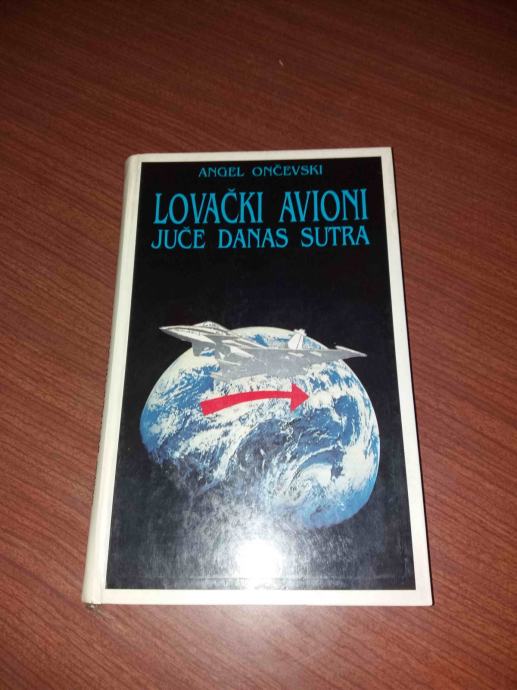 ANGEL ONČEVSKI
LOVAČKI AVIONI
JUČE DANAS SUTRA